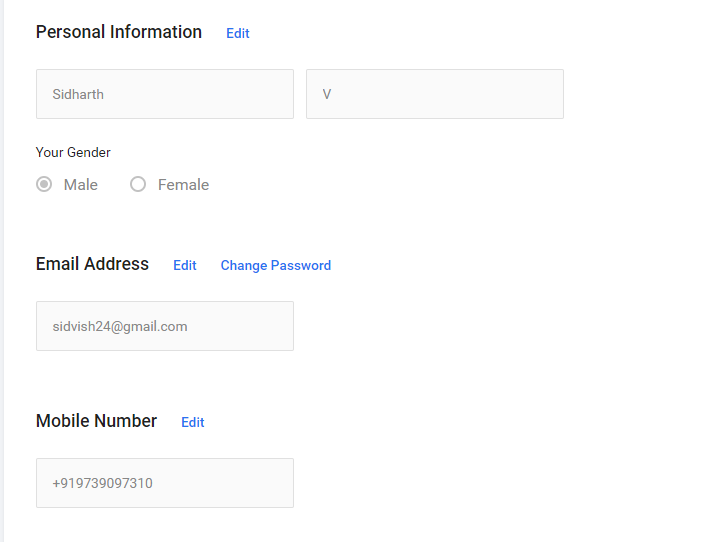 Personal Information Edit
Sidharth V
Your Gender
Male Female
Email Address Edit Change Password
sidvish24@gmail.com
Mobile Number Edit
+919739097310